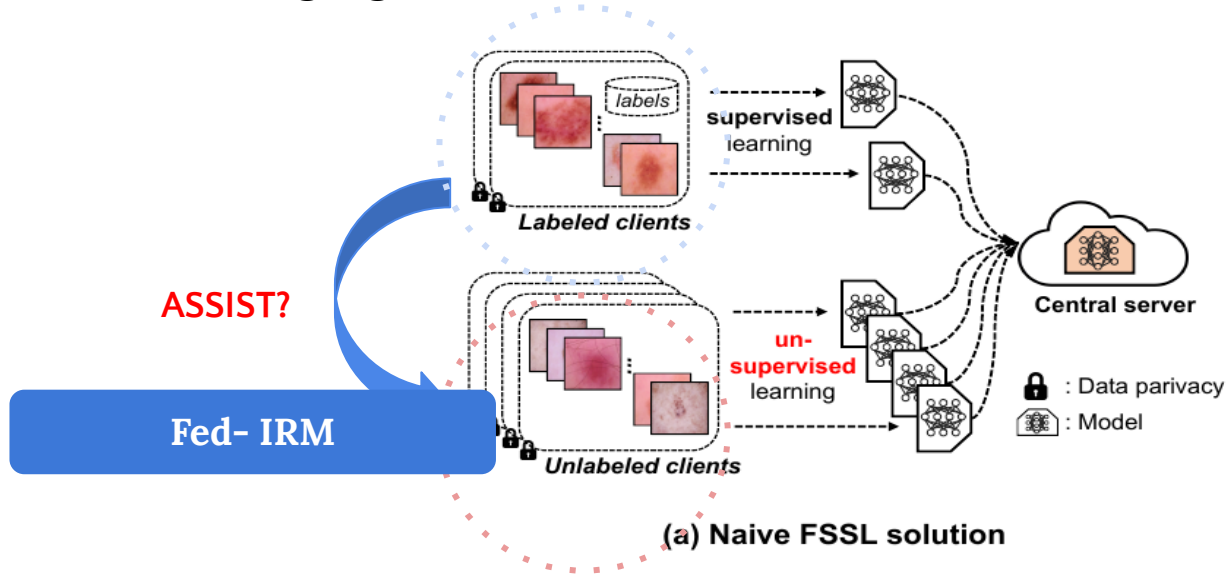 labels
supervised
learning
Labeled clients
ASSIST?
Central server
un-
supervised
learning
: Data parivacy
: Model
Fed- IRM
Unlabeled clients
(a) Naive FSSL solution